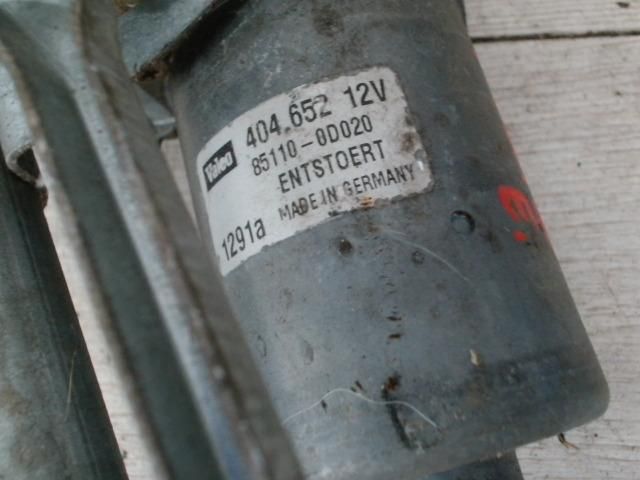 Valeo 404.652 12V
85110-0D020
ENTSTOERT
1291a MADE IN GERMANY